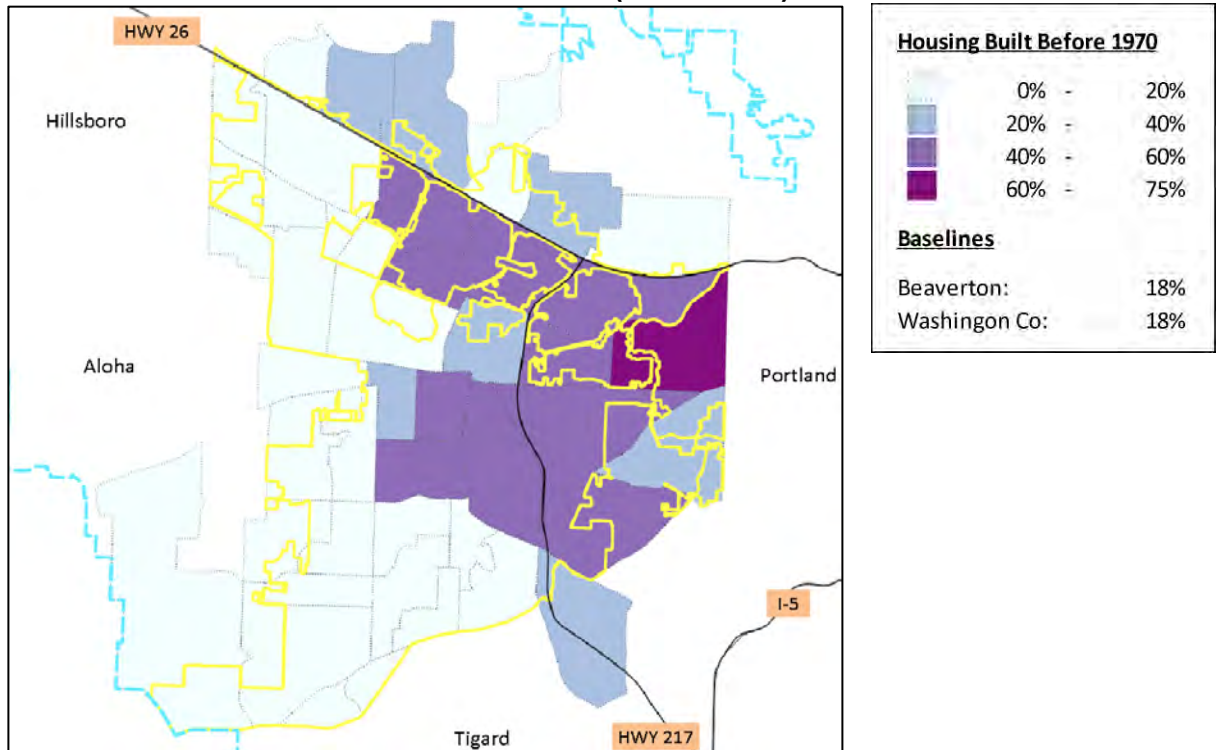 HWY 26
Hillsboro
Aloha
Portland
I-5
Tigard
HWY 217
Housing Built Before 1970
0% - 20%
20% - 40%
40% - 60%
60% - 75%
Baselines
Beaverton: 18%
Washingon Co: 18%